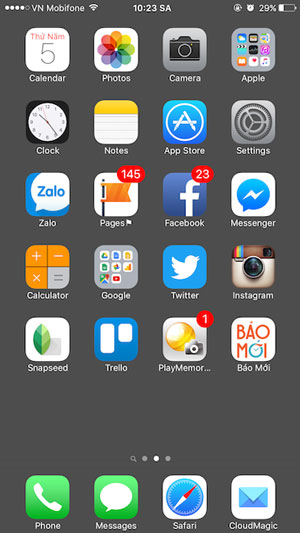 VN Mobifone 10:23 SA 29%
Thứ Năm
5
Calendar Photos Camera Apple
Clock Notes App Store Settings
Zalo 145 23
Zalo Pages Facebook Messenger
Calculator Google Twitter Instagram
1 BÁO
MỚI
Snapseed Trello PlayMemor... Báo Mới
Phone Messages Safari CloudMagic